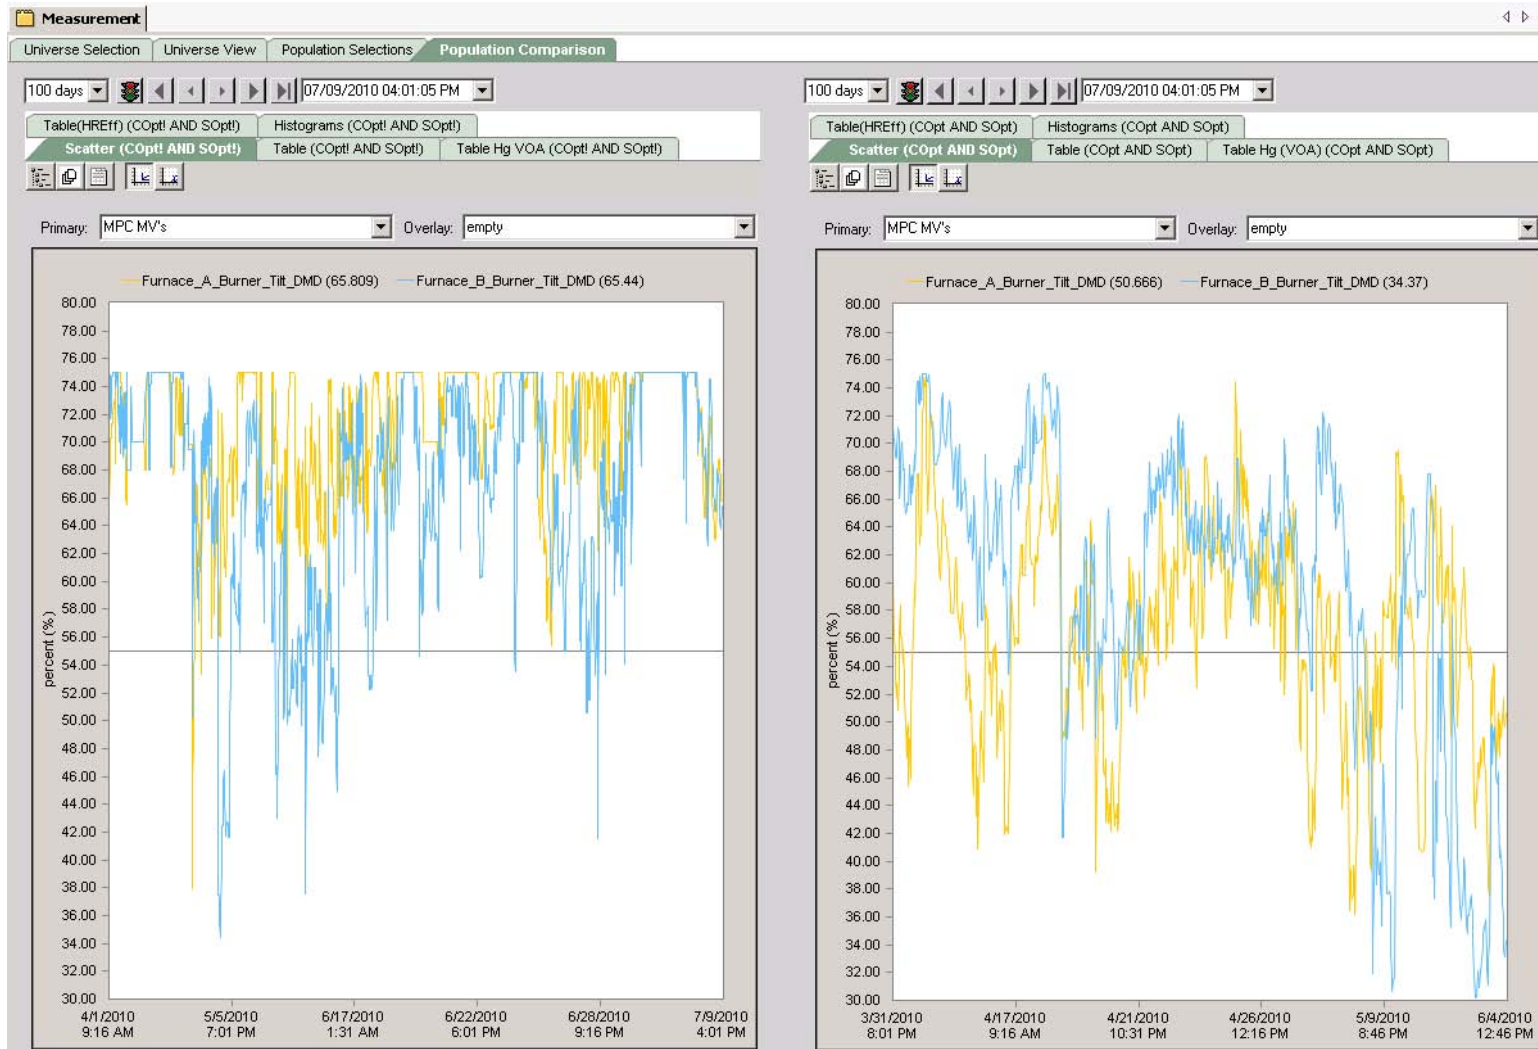 Measurement
Universe Selection Universe View Population Selections Population Comparison
100 days 07/09/2010 04:01:05 PM
Table(HREff) (COpt! AND SOpt!) Histograms (COpt! AND SOpt!)
Scatter (COpt! AND SOpt!) Table (COpt! AND SOpt!) Table Hg VOA (COpt! AND SOpt!)
Primary: MPC MV's Overlay: empty
Furnace_A_Burner_Tilt_DMD (65.809) Furnace_B_Burner_Tilt_DMD (65.44)
80.00
78.00
76.00
74.00
72.00
70.00
68.00
66.00
64.00
62.00
60.00
58.00
56.00
54.00
52.00
50.00
48.00
46.00
44.00
42.00
40.00
38.00
36.00
34.00
32.00
30.00
percent (%)
4/1/2010 5/5/2010 6/17/2010 6/22/2010 6/28/2010 7/9/2010
9:16 AM 7:01 PM 1:31 AM 6:01 PM 9:16 PM 4:01 PM
100 days 07/09/2010 04:01:05 PM
Table(HREff) (COpt AND SOpt) Histograms (COpt AND SOpt)
Scatter (COpt AND SOpt) Table (COpt AND SOpt) Table Hg (VOA) (COpt AND SOpt)
Primary: MPC MV's Overlay: empty
Furnace_A_Burner_Tilt_DMD (50.666) Furnace_B_Burner_Tilt_DMD (34.37)
80.00
78.00
76.00
74.00
72.00
70.00
68.00
66.00
64.00
62.00
60.00
58.00
56.00
54.00
52.00
50.00
48.00
46.00
44.00
42.00
40.00
38.00
36.00
34.00
32.00
30.00
percent (%)
3/31/2010 4/17/2010 4/21/2010 4/26/2010 5/9/2010 6/4/2010
8:01 PM 9:16 AM 10:31 PM 12:16 PM 8:46 PM 12:46 PM